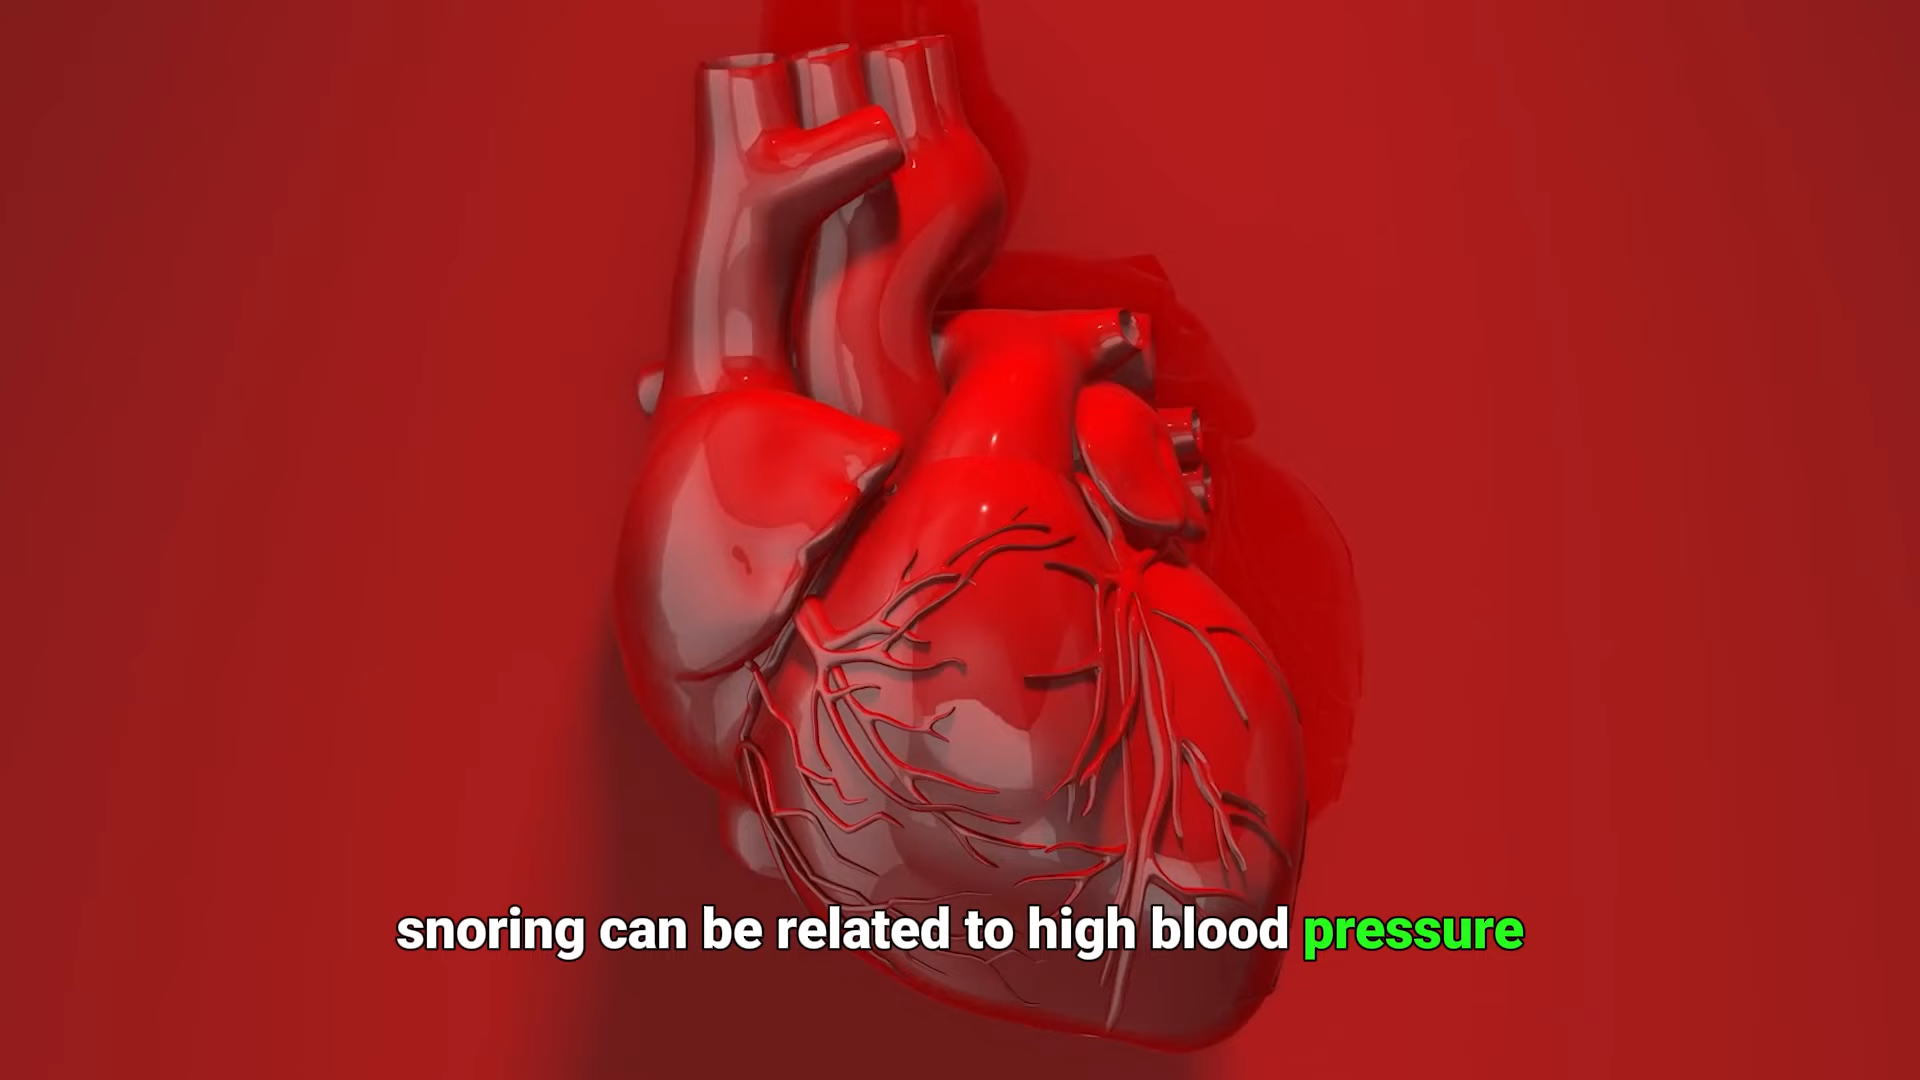 snoring can be related to high blood pressure